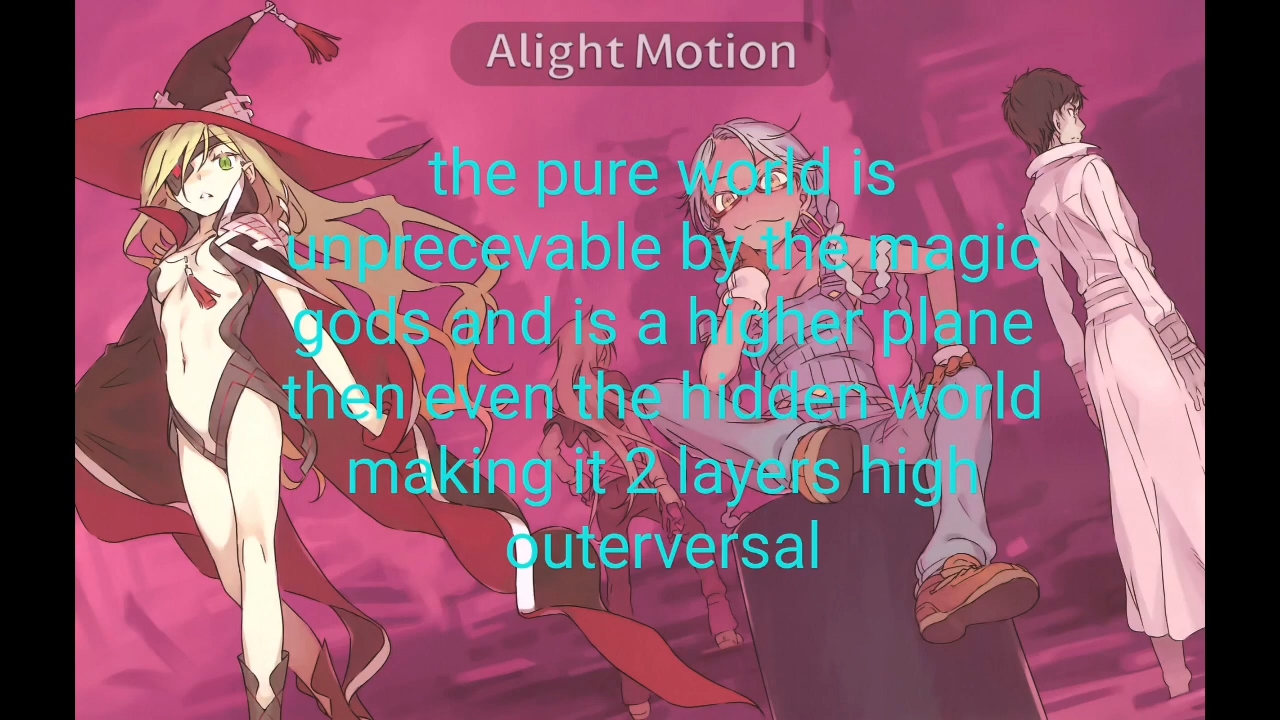 Alight Motion
the pure world is
unprecevable by the magic
gods and is a higher plane
then even the hidden world
making it 2 layers high
outerversal